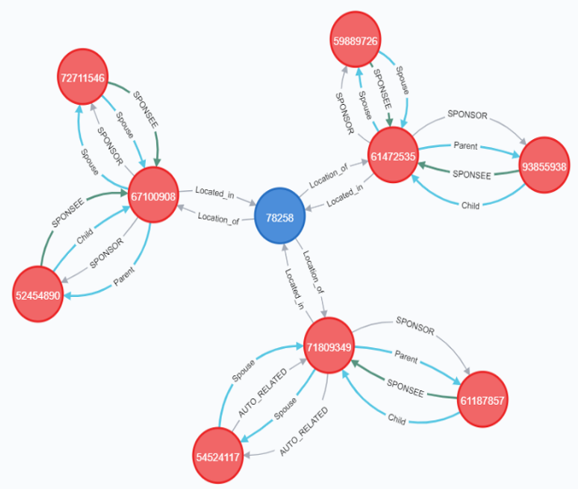 59889726
72711546
SPONSEE
Spouse
SPONSOR
Spouse
Spouse
SPONSEE
Spouse
SPONSOR
61472535
SPONSOR
Parent
SPONSEE
Child
93855938
67100908
Located_in
Location_of
78258
Location_of
Located_in
SPONSEE
Child
SPONSOR
Parent
52454890
Location_of
Located_in
71809349
SPONSOR
Parent
SPONSEE
Child
61187857
Spouse
AUTO_RELATED
Spouse
AUTO_RELATED
54524117